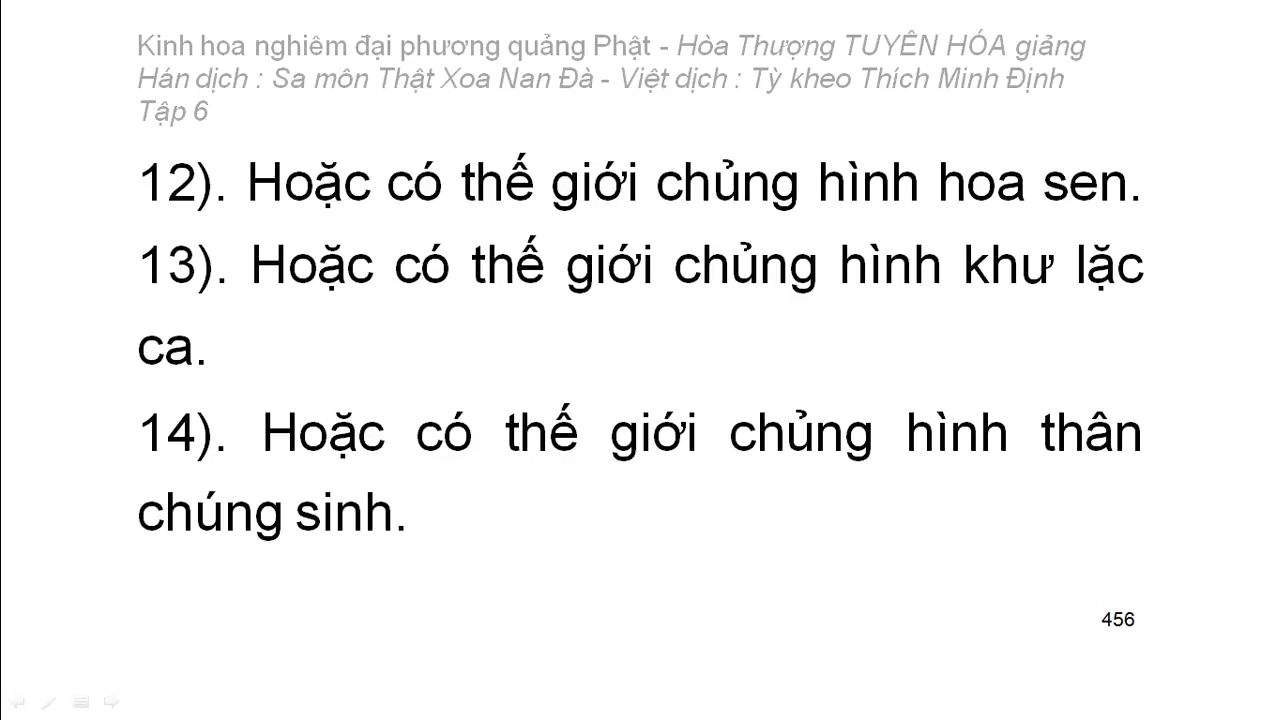 Kinh hoa nghiêm đại phương quảng Phật - Hòa Thượng TUYÊN HÓA giảng
Hán dịch : Sa môn Thật Xoa Nan Đà - Việt dịch : Tỳ kheo Thích Minh Định
Tập 6
12). Hoặc có thế giới chủng hình hoa sen.
13). Hoặc có thế giới chủng hình khư lặc
ca.
14). Hoặc có thế giới chủng hình thân
chúng sinh.
456